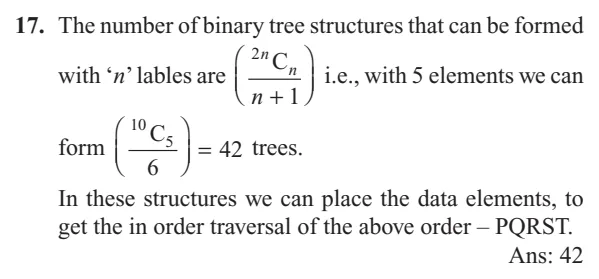 17. The number of binary tree structures that can be formed
with ‘n’ lables are (²ⁿCₙ / n + 1) i.e., with 5 elements we can
form (¹⁰C₅ / 6) = 42 trees.
In these structures we can place the data elements, to
get the in order traversal of the above order – PQRST.
Ans: 42